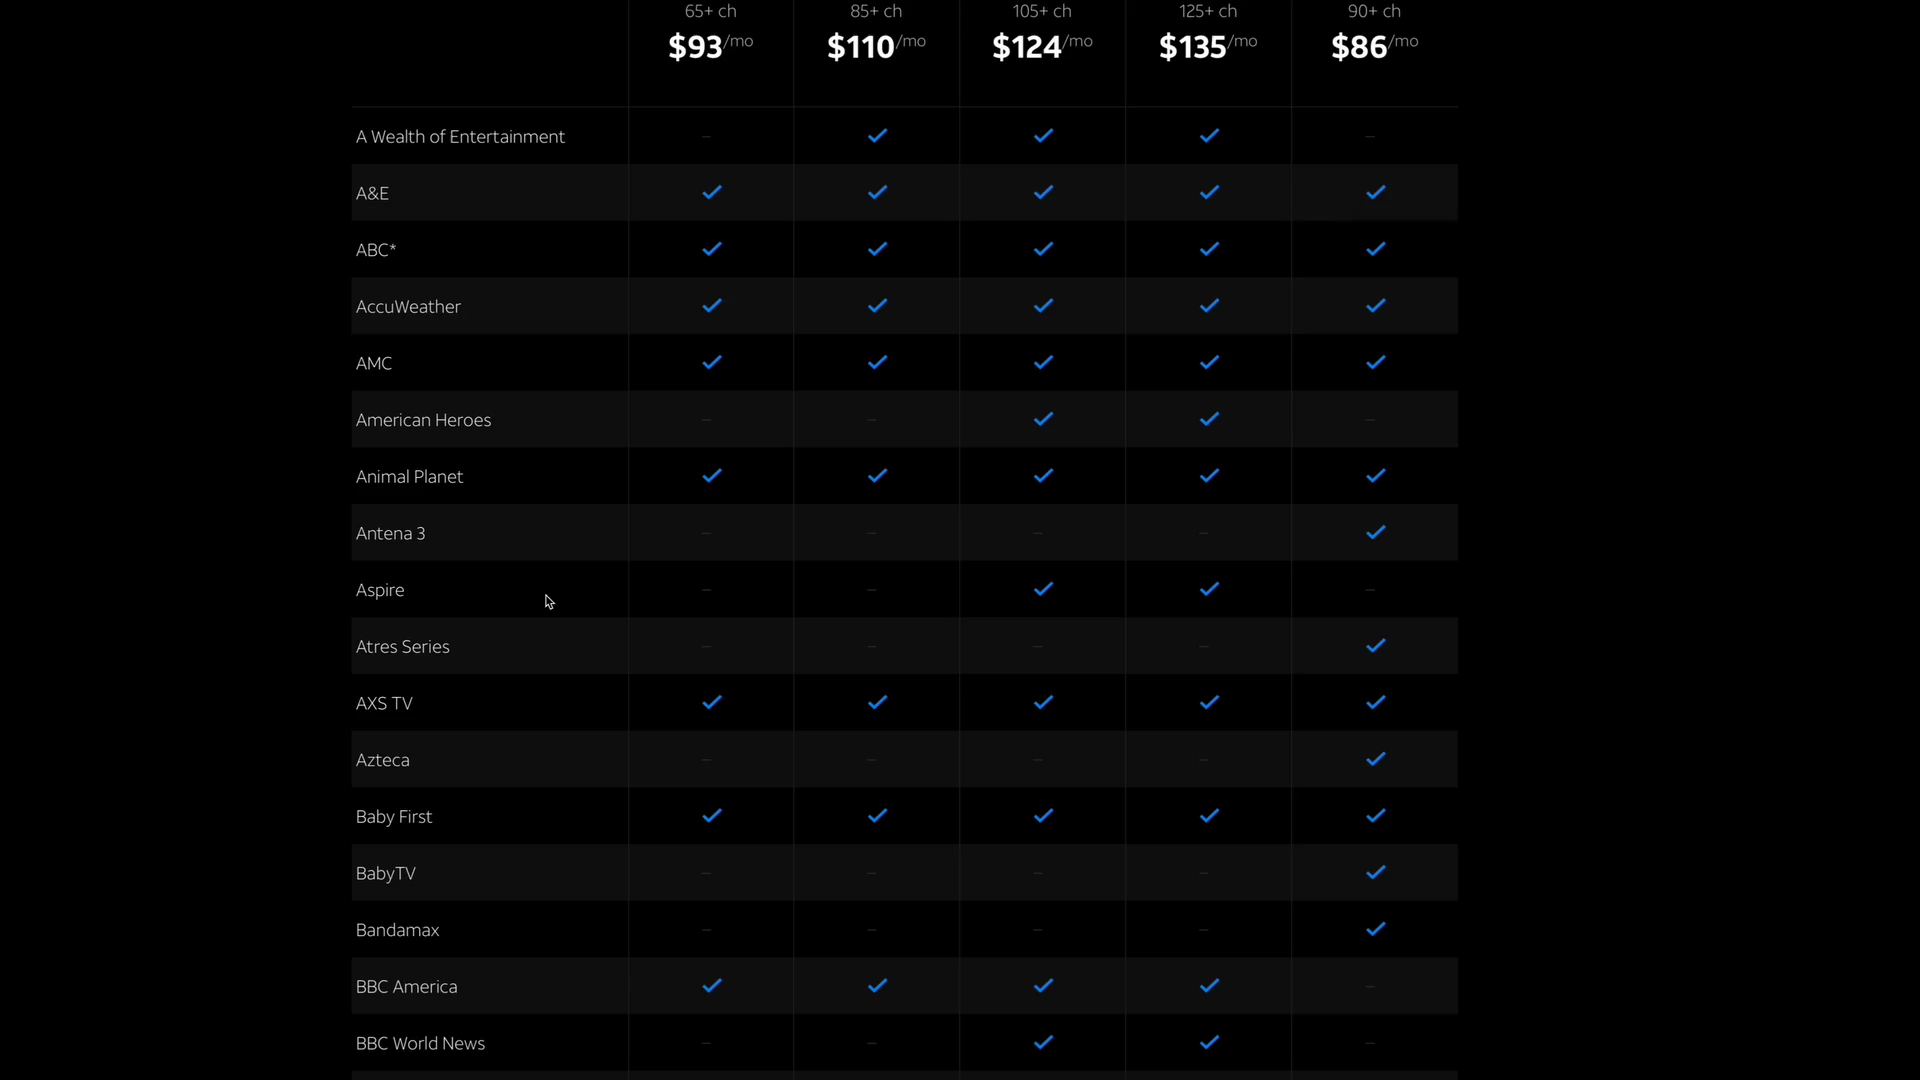 65+ ch 85+ ch 105+ ch 125+ ch 90+ ch
$93/mo $110/mo $124/mo $135/mo $86/mo
A Wealth of Entertainment – ✓ ✓ ✓ –
A&E ✓ ✓ ✓ ✓ ✓
ABC* ✓ ✓ ✓ ✓ ✓
AccuWeather ✓ ✓ ✓ ✓ ✓
AMC ✓ ✓ ✓ ✓ ✓
American Heroes – – ✓ ✓ –
Animal Planet ✓ ✓ ✓ ✓ ✓
Antena 3 – – – – ✓
Aspire – – ✓ ✓ –
Atres Series – – – – ✓
AXS TV ✓ ✓ ✓ ✓ ✓
Azteca – – – – ✓
Baby First ✓ ✓ ✓ ✓ ✓
BabyTV – – – – ✓
Bandamax – – – – ✓
BBC America ✓ ✓ ✓ ✓ –
BBC World News – – ✓ ✓ –